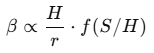 β ∝ H/r · f(S/H)